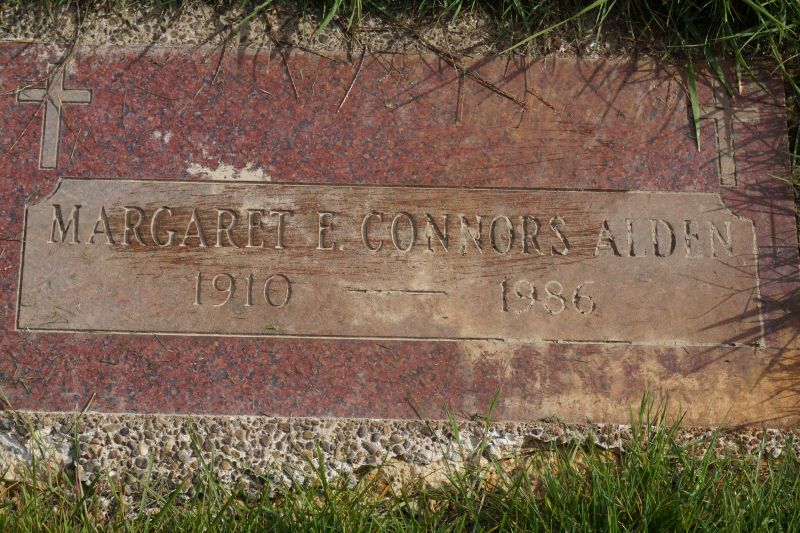 MARGARET E. CONNORS ALDEN
1910 — 1986